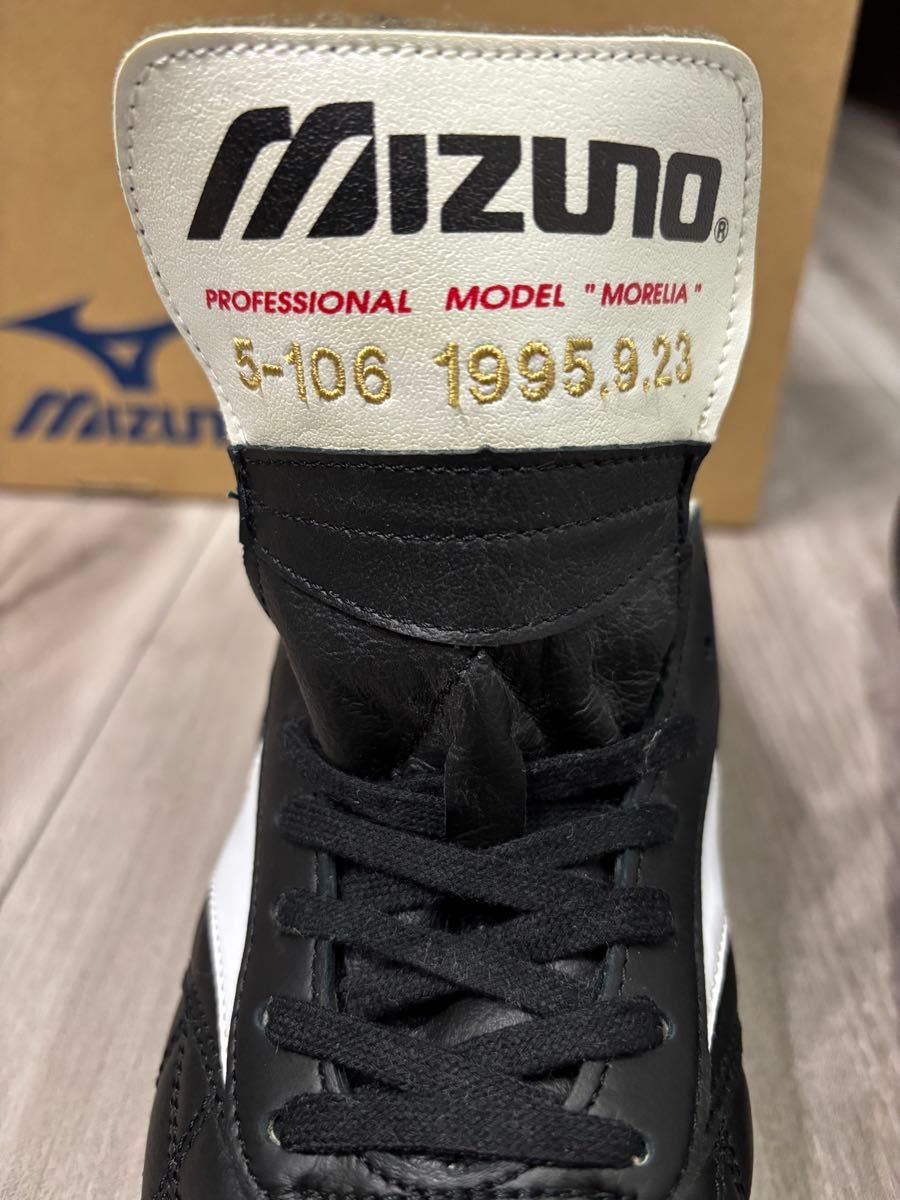 MIZUNO®
PROFESSIONAL MODEL "MORELIA"
5-106 1995.9.23
MIZUNO